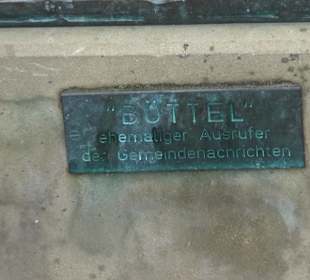 "BÜTTEL"
ehemaliger Ausrufer
der Gemeindenachrichten